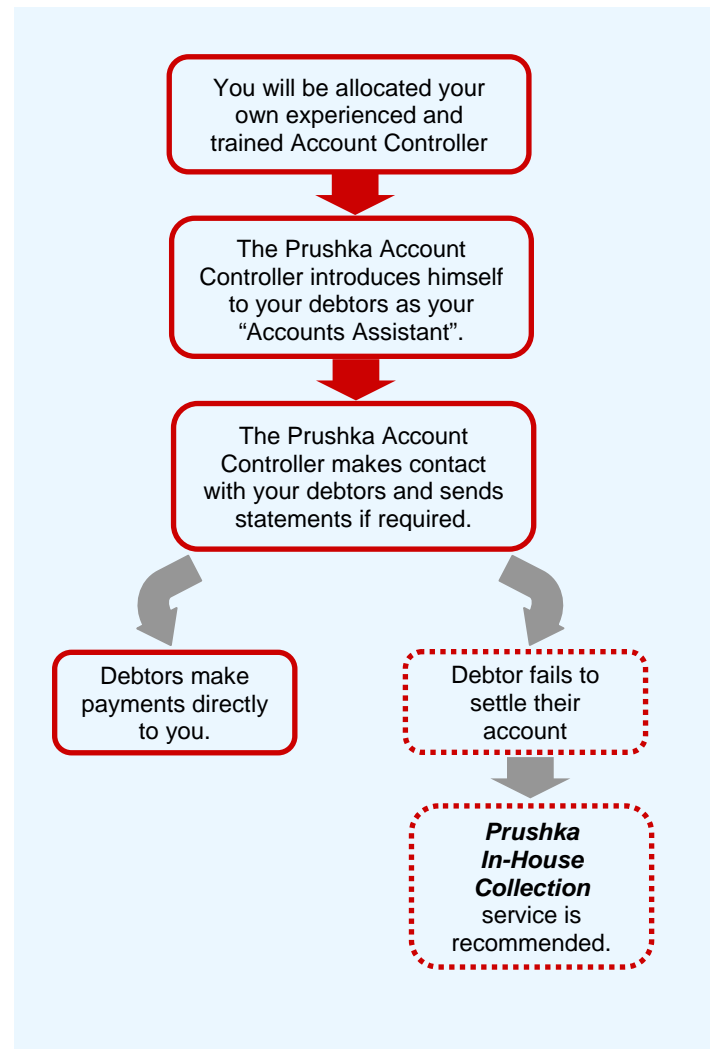 You will be allocated your
own experienced and
trained Account Controller
The Prushka Account
Controller introduces himself
to your debtors as your
“Accounts Assistant”.
The Prushka Account
Controller makes contact
with your debtors and sends
statements if required.
Debtors make
payments directly
to you.
Debtor fails to
settle their
account
Prushka
In-House
Collection
service is
recommended.